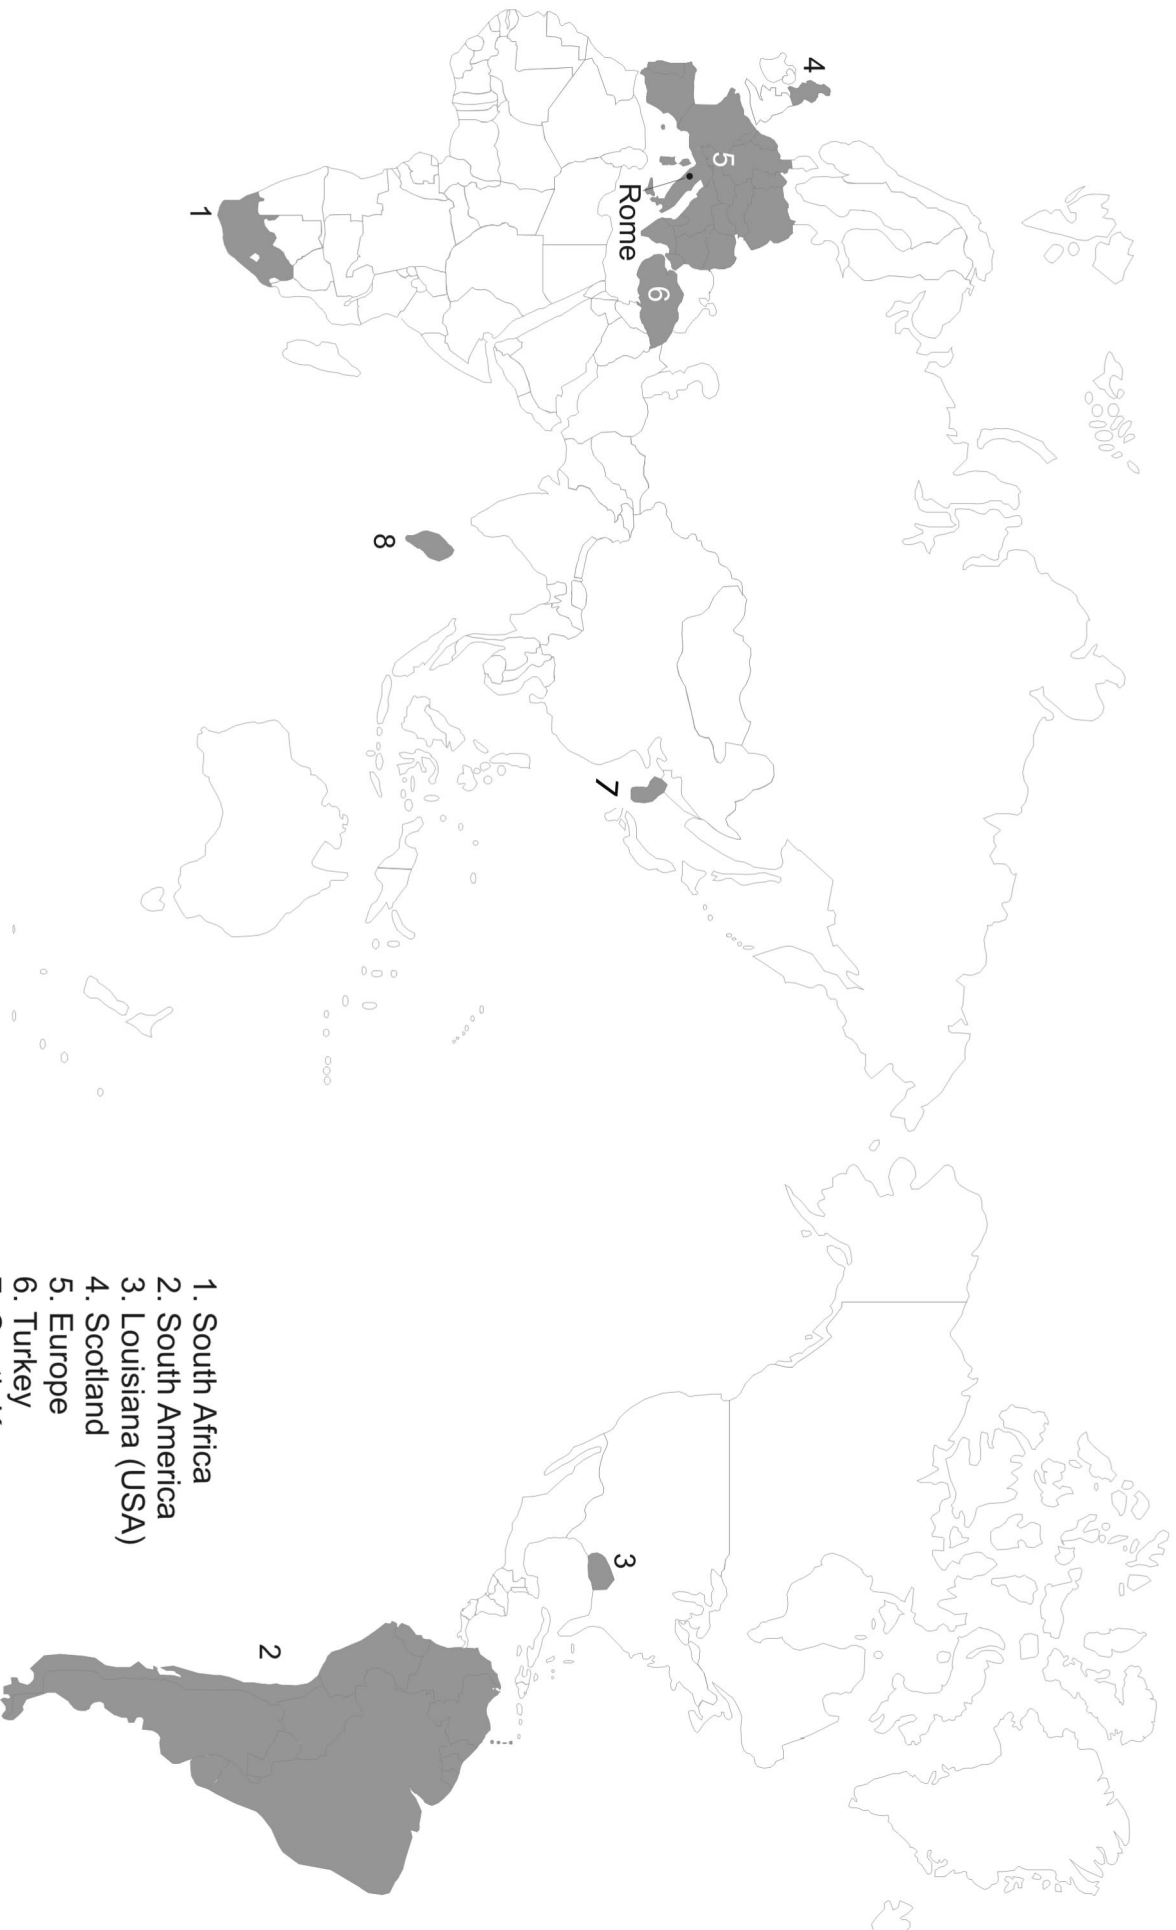 4
5
6
Rome
3
7
8
2
1
1. South Africa
2. South America
3. Louisiana (USA)
4. Scotland
5. Europe
6. Turkey